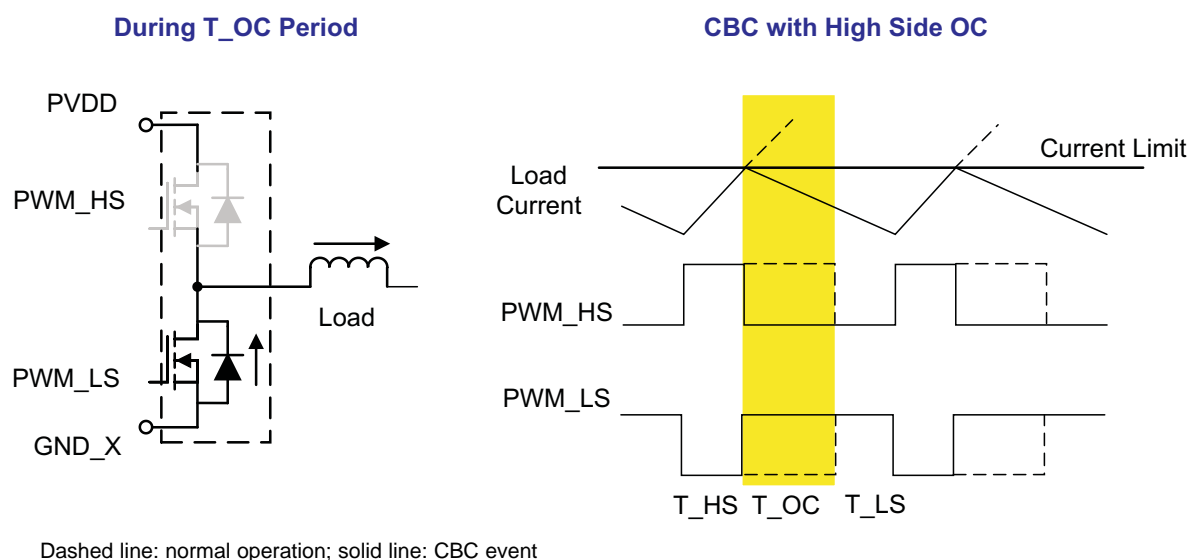 During T_OC Period
CBC with High Side OC
PVDD
PWM_HS
Load
PWM_LS
GND_X
Current Limit
Load
Current
PWM_HS
PWM_LS
T_HS T_OC T_LS
Dashed line: normal operation; solid line: CBC event